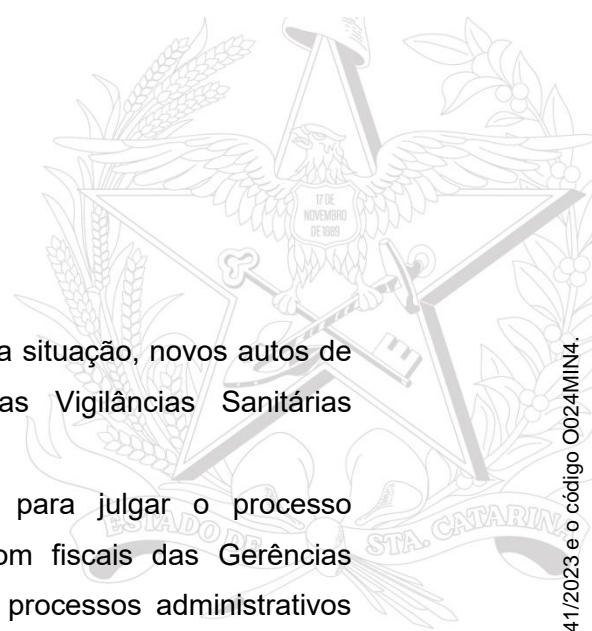 17 DE
NOVEMBRO
DE 1889
a situação, novos autos de
as Vigilâncias Sanitárias
para julgar o processo
om fiscais das Gerências
processos administrativos
ESTADO DE STA. CATARINA
41/2023 e o código O024MIN4.